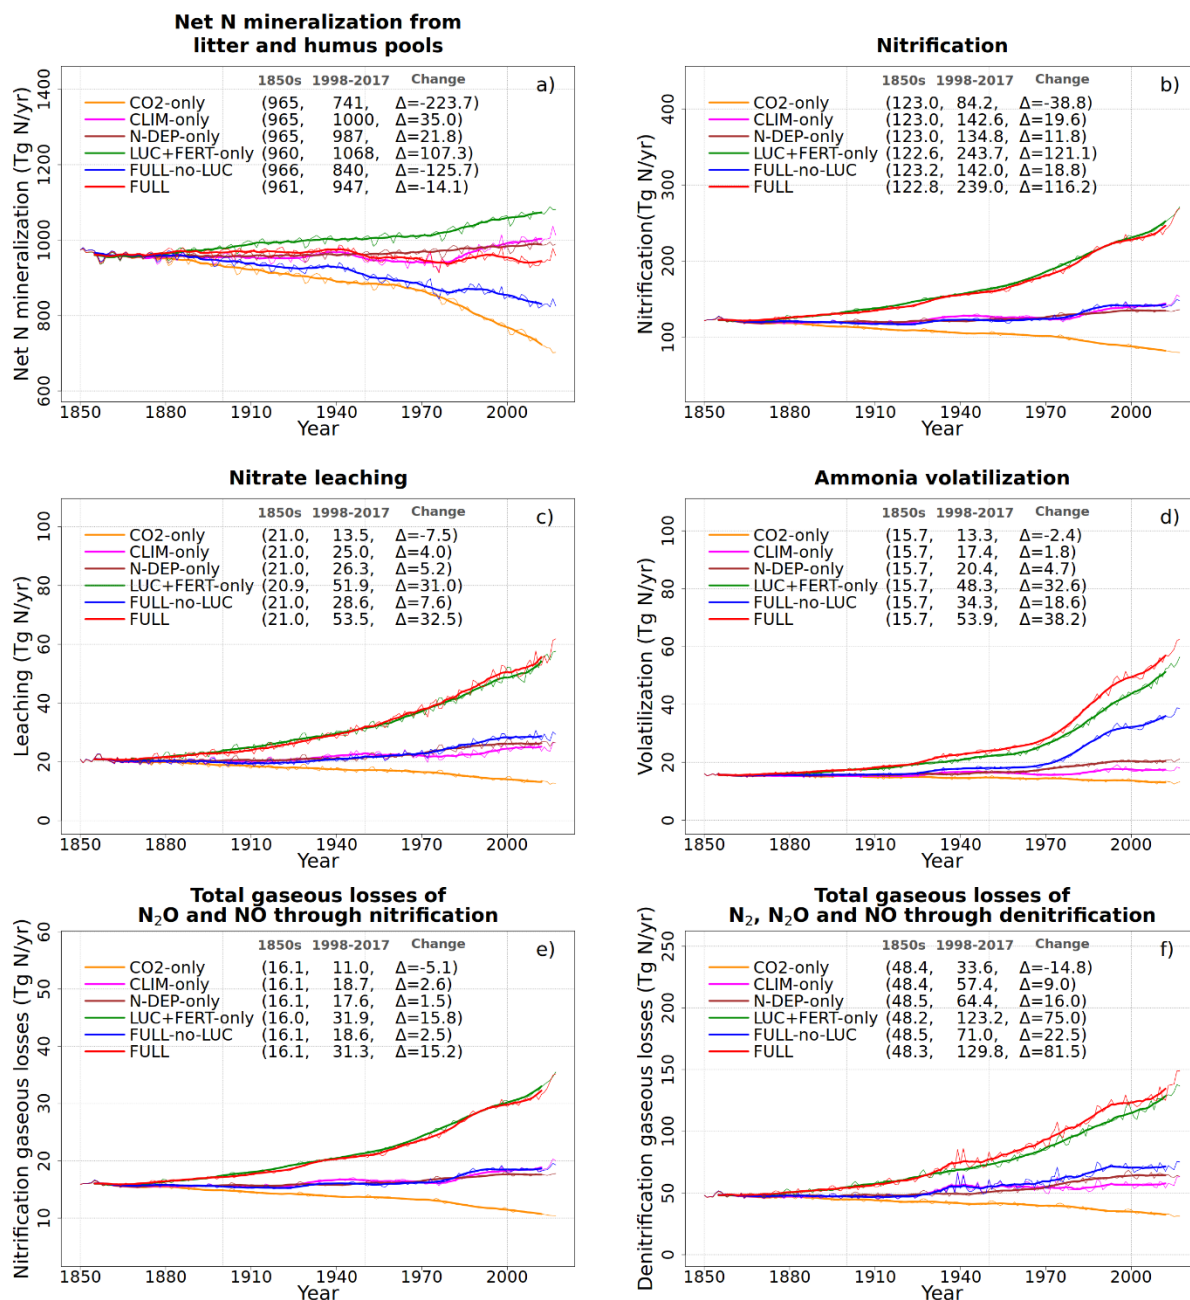 Net N mineralization from
litter and humus pools
1850s 1998-2017 Change
a)
CO2-only (965, 741, Δ=-223.7)
CLIM-only (965, 1000, Δ=35.0)
N-DEP-only (965, 987, Δ=21.8)
LUC+FERT-only (960, 1068, Δ=107.3)
FULL-no-LUC (966, 840, Δ=-125.7)
FULL (961, 947, Δ=-14.1)
Net N mineralization (Tg N/yr)
1400
1200
1000
800
600
1850 1880 1910 1940 1970 2000
Year
Nitrification
1850s 1998-2017 Change
b)
CO2-only (123.0, 84.2, Δ=-38.8)
CLIM-only (123.0, 142.6, Δ=19.6)
N-DEP-only (123.0, 134.8, Δ=11.8)
LUC+FERT-only (122.6, 243.7, Δ=121.1)
FULL-no-LUC (123.2, 142.0, Δ=18.8)
FULL (122.8, 239.0, Δ=116.2)
Nitrification(Tg N/yr)
400
300
200
100
1850 1880 1910 1940 1970 2000
Year
Nitrate leaching
1850s 1998-2017 Change
c)
CO2-only (21.0, 13.5, Δ=-7.5)
CLIM-only (21.0, 25.0, Δ=4.0)
N-DEP-only (21.0, 26.3, Δ=5.2)
LUC+FERT-only (20.9, 51.9, Δ=31.0)
FULL-no-LUC (21.0, 28.6, Δ=7.6)
FULL (21.0, 53.5, Δ=32.5)
Leaching (Tg N/yr)
100
80
60
40
20
0
1850 1880 1910 1940 1970 2000
Year
Ammonia volatilization
1850s 1998-2017 Change
d)
CO2-only (15.7, 13.3, Δ=-2.4)
CLIM-only (15.7, 17.4, Δ=1.8)
N-DEP-only (15.7, 20.4, Δ=4.7)
LUC+FERT-only (15.7, 48.3, Δ=32.6)
FULL-no-LUC (15.7, 34.3, Δ=18.6)
FULL (15.7, 53.9, Δ=38.2)
Volatilization (Tg N/yr)
100
80
60
40
20
0
1850 1880 1910 1940 1970 2000
Year
Total gaseous losses of
N₂O and NO through nitrification
1850s 1998-2017 Change
e)
CO2-only (16.1, 11.0, Δ=-5.1)
CLIM-only (16.1, 18.7, Δ=2.6)
N-DEP-only (16.1, 17.6, Δ=1.5)
LUC+FERT-only (16.0, 31.9, Δ=15.8)
FULL-no-LUC (16.1, 18.6, Δ=2.5)
FULL (16.1, 31.3, Δ=15.2)
Nitrification gaseous losses (Tg N/yr)
60
50
40
30
20
10
1850 1880 1910 1940 1970 2000
Year
Total gaseous losses of
N₂, N₂O and NO through denitrification
1850s 1998-2017 Change
f)
CO2-only (48.4, 33.6, Δ=-14.8)
CLIM-only (48.4, 57.4, Δ=9.0)
N-DEP-only (48.5, 64.4, Δ=16.0)
LUC+FERT-only (48.2, 123.2, Δ=75.0)
FULL-no-LUC (48.5, 71.0, Δ=22.5)
FULL (48.3, 129.8, Δ=81.5)
Denitrification gaseous losses (Tg N/yr)
250
200
150
100
50
0
1850 1880 1910 1940 1970 2000
Year